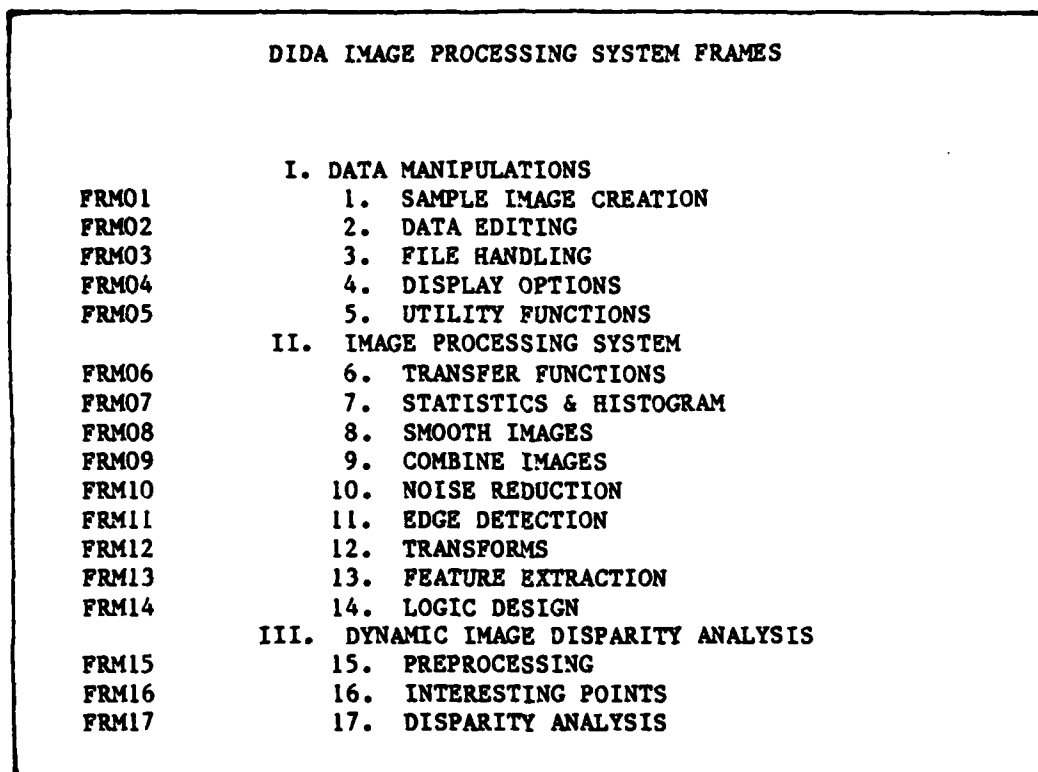 DIDA IMAGE PROCESSING SYSTEM FRAMES
I. DATA MANIPULATIONS
FRM01 1. SAMPLE IMAGE CREATION
FRM02 2. DATA EDITING
FRM03 3. FILE HANDLING
FRM04 4. DISPLAY OPTIONS
FRM05 5. UTILITY FUNCTIONS
II. IMAGE PROCESSING SYSTEM
FRM06 6. TRANSFER FUNCTIONS
FRM07 7. STATISTICS & HISTOGRAM
FRM08 8. SMOOTH IMAGES
FRM09 9. COMBINE IMAGES
FRM10 10. NOISE REDUCTION
FRM11 11. EDGE DETECTION
FRM12 12. TRANSFORMS
FRM13 13. FEATURE EXTRACTION
FRM14 14. LOGIC DESIGN
III. DYNAMIC IMAGE DISPARITY ANALYSIS
FRM15 15. PREPROCESSING
FRM16 16. INTERESTING POINTS
FRM17 17. DISPARITY ANALYSIS